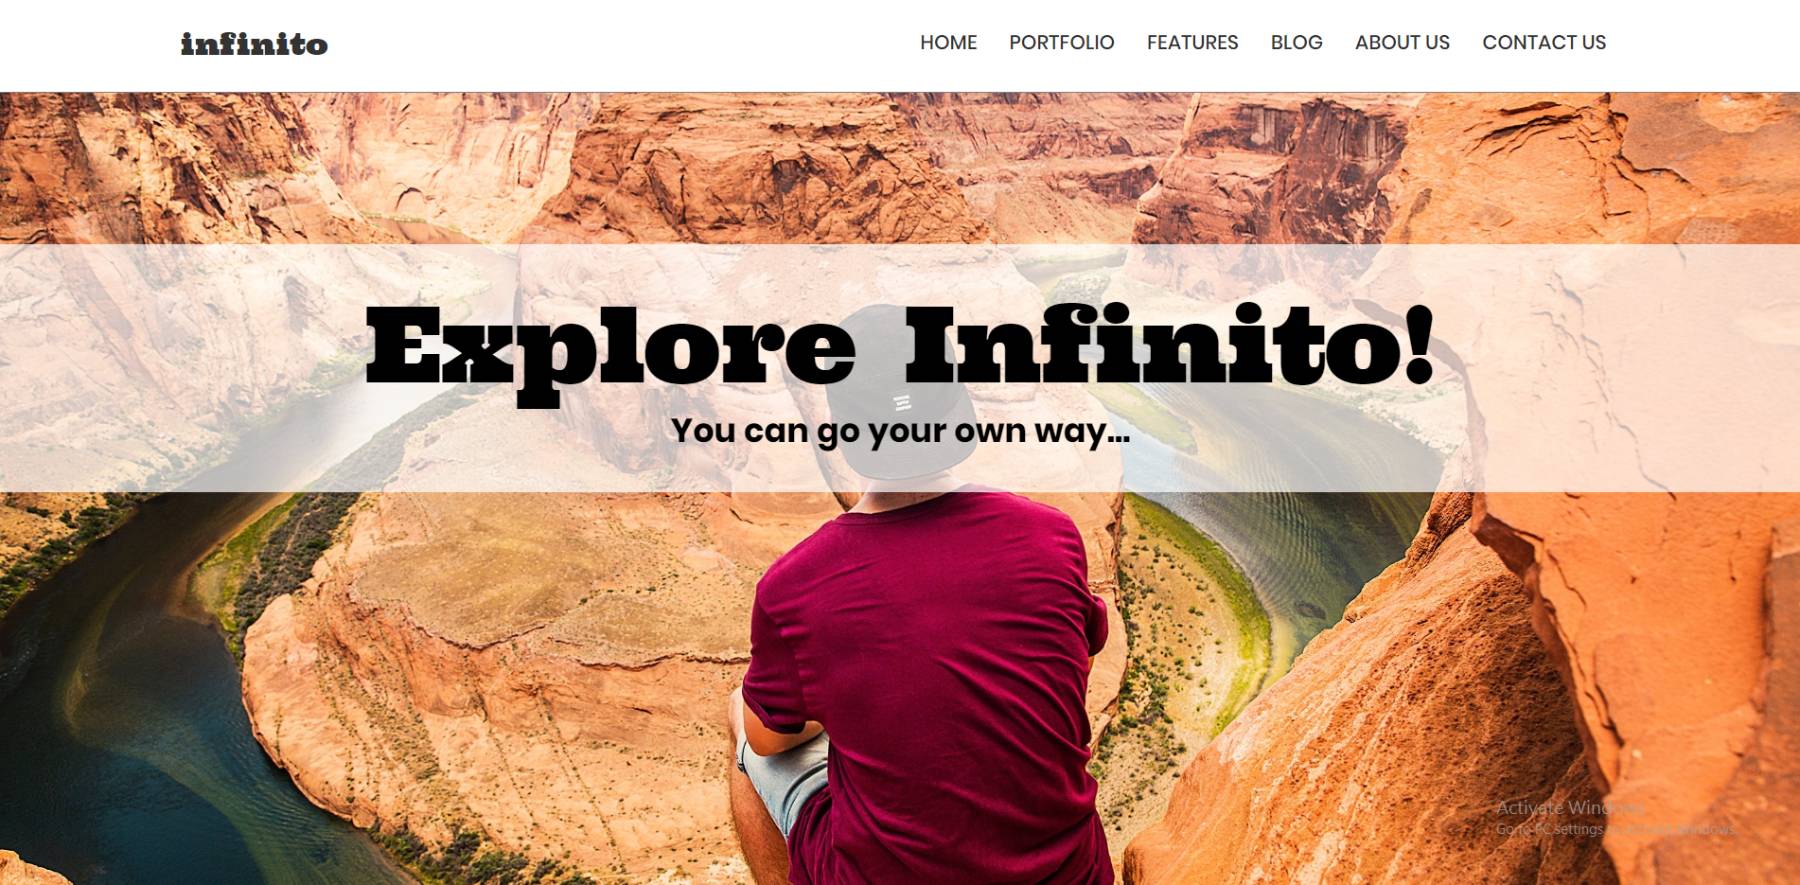 infinito
HOME PORTFOLIO FEATURES BLOG ABOUT US CONTACT US
Explore Infinito!
You can go your own way...
Activate Windows
Go to PC settings to activate Windows.